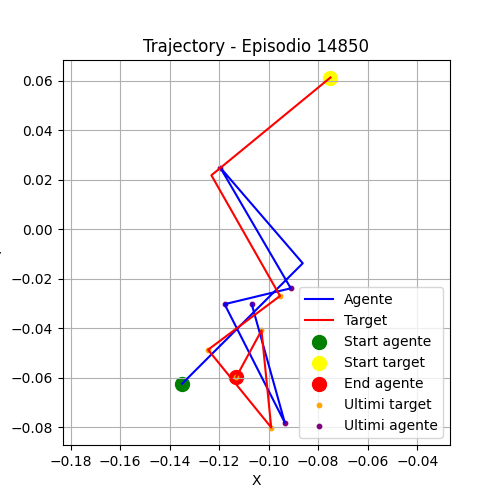 Trajectory - Episodio 14850
0.06
0.04
0.02
0.00
−0.02
−0.04
−0.06
−0.08
−0.18 −0.16 −0.14 −0.12 −0.10 −0.08 −0.06 −0.04
X
Agente
Target
Start agente
Start target
End agente
Ultimi target
Ultimi agente